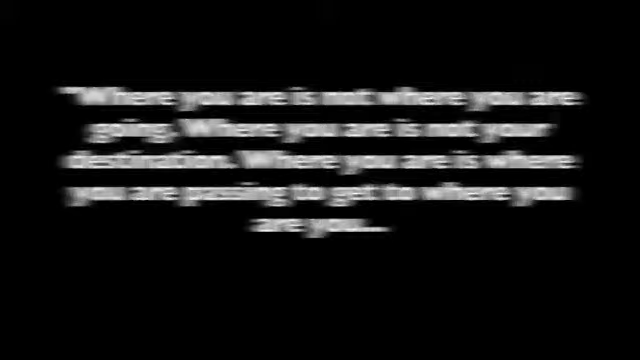 "Where you are is not where you are
going. Where you are is not your
destination. Where you are is where
you are passing to get to where you
are you...